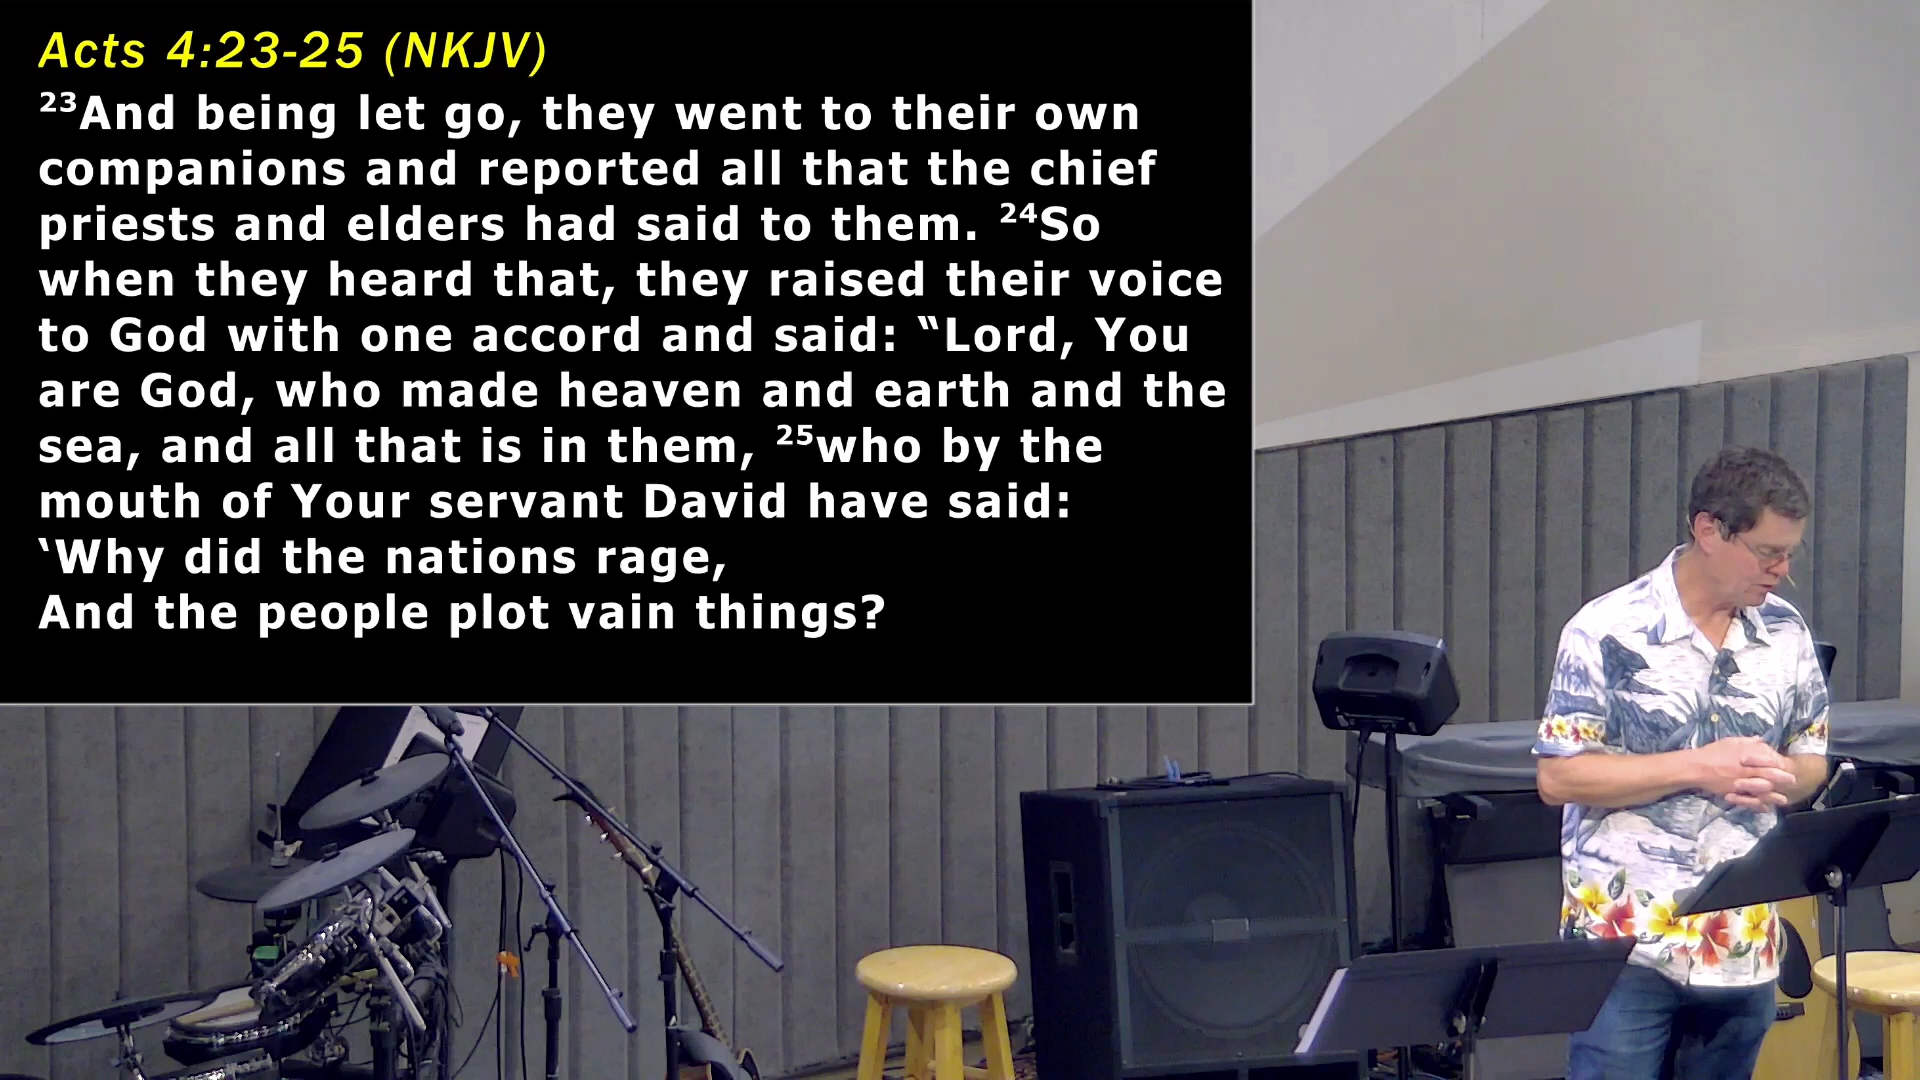 Acts 4:23-25 (NKJV)
²³And being let go, they went to their own
companions and reported all that the chief
priests and elders had said to them. ²⁴So
when they heard that, they raised their voice
to God with one accord and said: “Lord, You
are God, who made heaven and earth and the
sea, and all that is in them, ²⁵who by the
mouth of Your servant David have said:
‘Why did the nations rage,
And the people plot vain things?